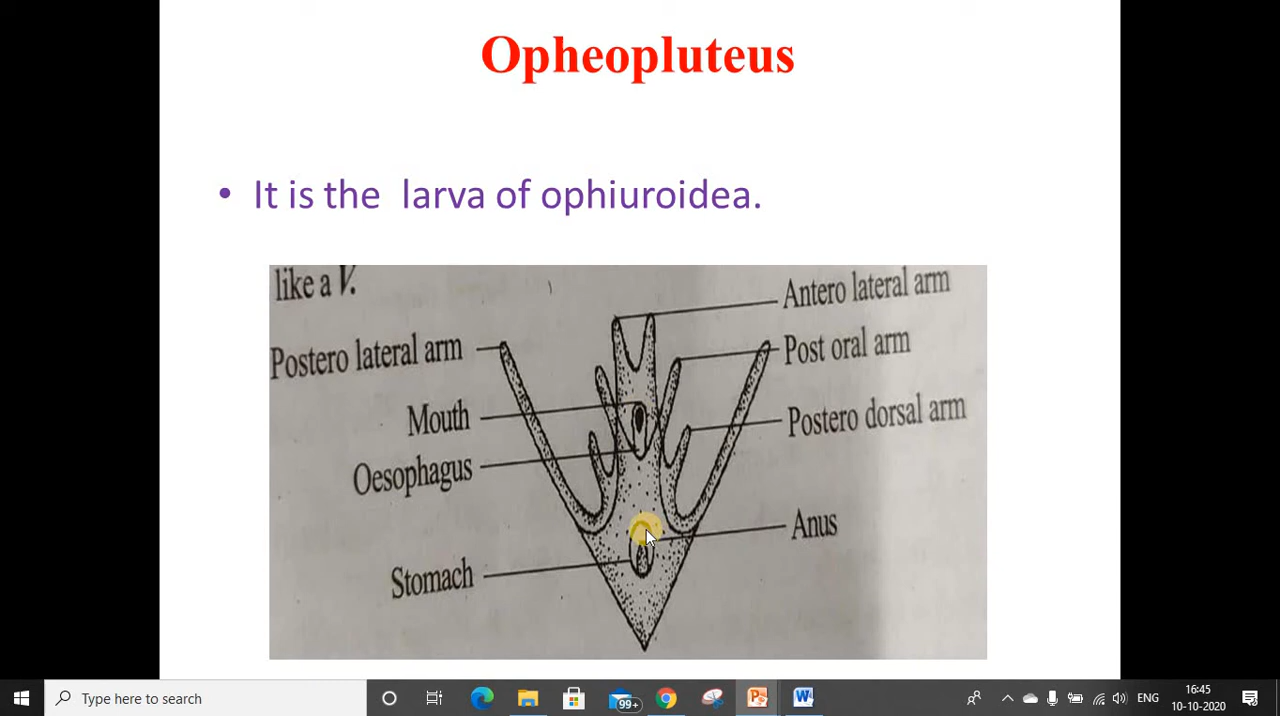 Opheopluteus
• It is the larva of ophiuroidea.
like a V.
Antero lateral arm
Postero lateral arm
Post oral arm
Mouth
Postero dorsal arm
Oesophagus
Anus
Stomach
Type here to search
99+
ENG
16:45
10-10-2020